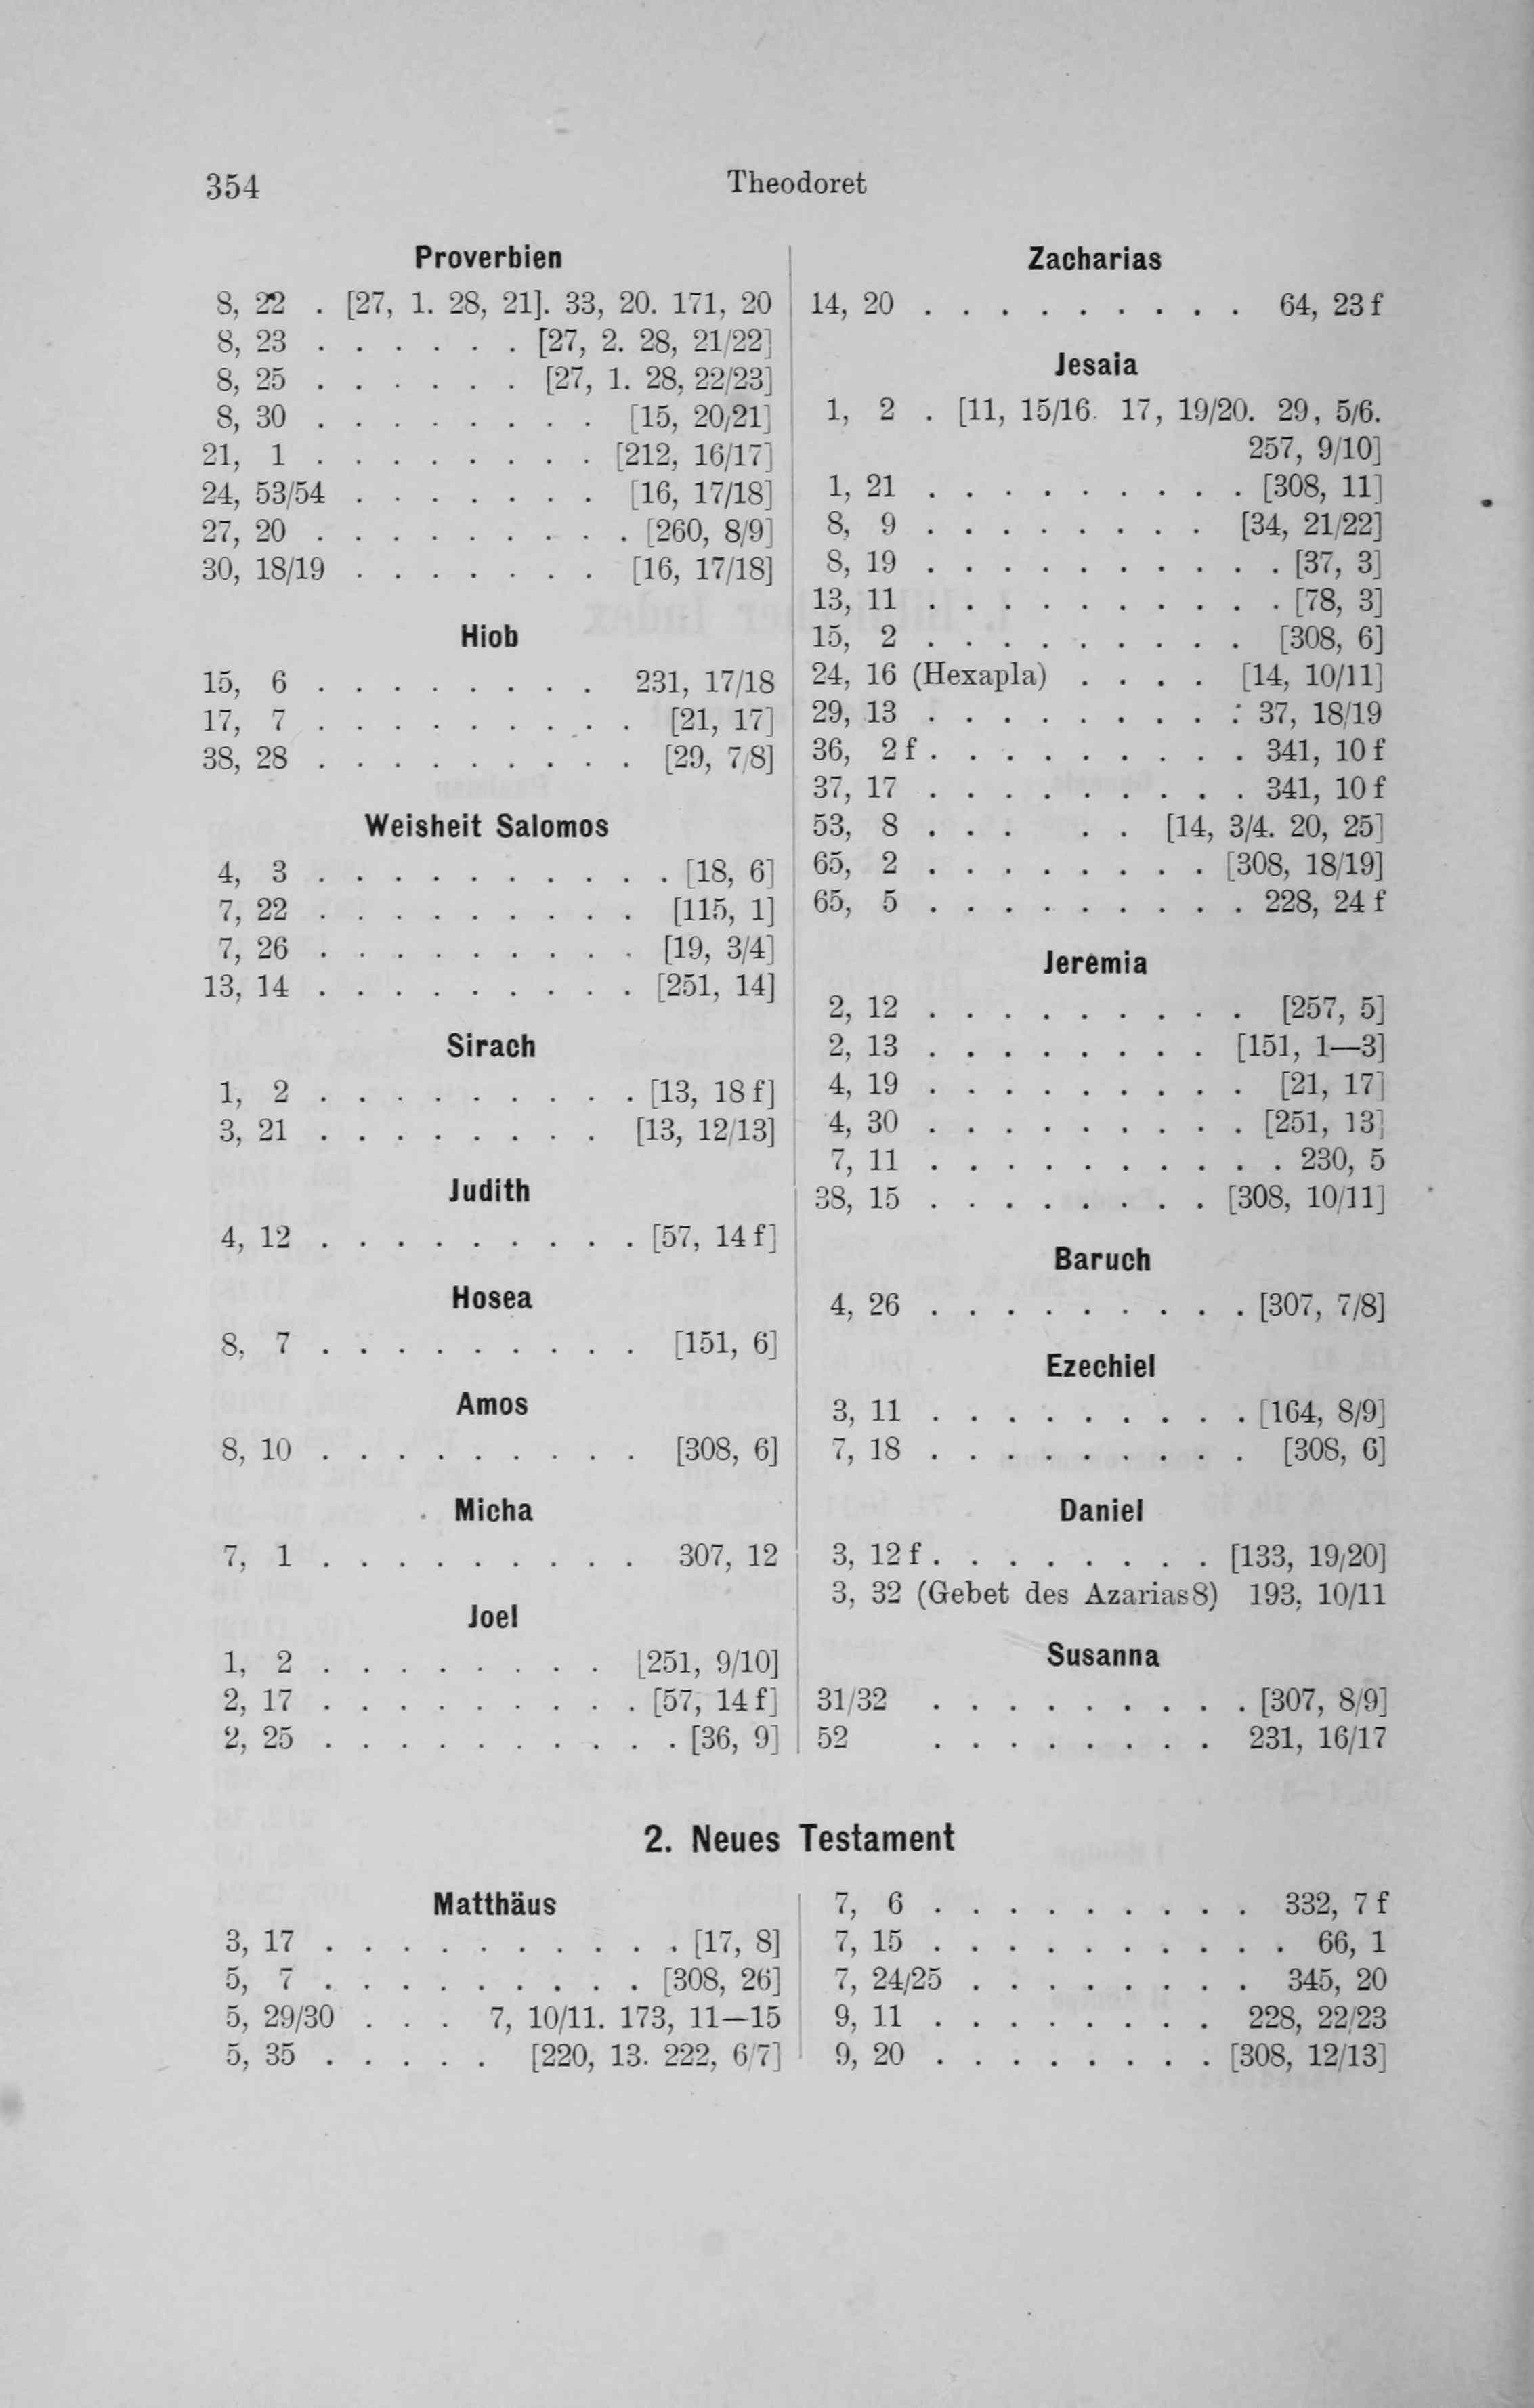 354
Theodoret
Proverbien
8, 22 . [27, 1. 28, 21]. 33, 20. 171, 20
8, 23 . . . . . . [27, 2. 28, 21/22]
8, 25 . . . . . . [27, 1. 28, 22/23]
8, 30 . . . . . . . . [15, 20/21]
21, 1 . . . . . . . . [212, 16/17]
24, 53/54 . . . . . . . [16, 17/18]
27, 20 . . . . . . . . . [260, 8/9]
30, 18/19 . . . . . . . [16, 17/18]
Hiob
15, 6 . . . . . . . . 231, 17/18
17, 7 . . . . . . . . . [21, 17]
38, 28 . . . . . . . . . [29, 7/8]
Weisheit Salomos
4, 3 . . . . . . . . . . [18, 6]
7, 22 . . . . . . . . . [115, 1]
7, 26 . . . . . . . . . [19, 3/4]
13, 14 . . . . . . . . . [251, 14]
Sirach
1, 2 . . . . . . . . . [13, 18 f]
3, 21 . . . . . . . . [13, 12/13]
Judith
4, 12 . . . . . . . . . [57, 14 f]
Hosea
8, 7 . . . . . . . . . [151, 6]
Amos
8, 10 . . . . . . . . . [308, 6]
Micha
7, 1 . . . . . . . . . 307, 12
Joel
1, 2 . . . . . . . . [251, 9/10]
2, 17 . . . . . . . . . [57, 14 f]
2, 25 . . . . . . . . . . [36, 9]
Zacharias
14, 20 . . . . . . . . . 64, 23 f
Jesaia
1, 2 . [11, 15/16. 17, 19/20. 29, 5/6.
257, 9/10]
1, 21 . . . . . . . . . [308, 11]
8, 9 . . . . . . . . [34, 21/22]
8, 19 . . . . . . . . . . [37, 3]
13, 11 . . . . . . . . . . [78, 3]
15, 2 . . . . . . . . . [308, 6]
24, 16 (Hexapla) . . . . [14, 10/11]
29, 13 . . . . . . . . . 37, 18/19
36, 2 f . . . . . . . . . 341, 10 f
37, 17 . . . . . . . . . 341, 10 f
53, 8 . . . . . [14, 3/4. 20, 25]
65, 2 . . . . . . . . [308, 18/19]
65, 5 . . . . . . . . . 228, 24 f
Jeremia
2, 12 . . . . . . . . . [257, 5]
2, 13 . . . . . . . . [151, 1—3]
4, 19 . . . . . . . . . [21, 17]
4, 30 . . . . . . . . . [251, 13]
7, 11 . . . . . . . . . . 230, 5
38, 15 . . . . . . . . [308, 10/11]
Baruch
4, 26 . . . . . . . . . [307, 7/8]
Ezechiel
3, 11 . . . . . . . . . [164, 8/9]
7, 18 . . . . . . . . . [308, 6]
Daniel
3, 12 f . . . . . . . . [133, 19/20]
3, 32 (Gebet des Azarias 8) 193, 10/11
Susanna
31/32 . . . . . . . . . [307, 8/9]
52 . . . . . . . . 231, 16/17
2. Neues Testament
Matthäus
3, 17 . . . . . . . . . . [17, 8]
5, 7 . . . . . . . . . [308, 26]
5, 29/30 . . . 7, 10/11. 173, 11—15
5, 35 . . . . . [220, 13. 222, 6/7]
7, 6 . . . . . . . . . 332, 7 f
7, 15 . . . . . . . . . . 66, 1
7, 24/25 . . . . . . . . 345, 20
9, 11 . . . . . . . . 228, 22/23
9, 20 . . . . . . . . [308, 12/13]